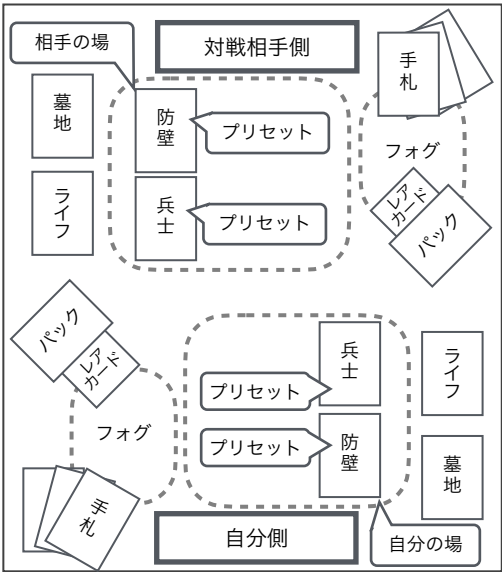 相手の場
対戦相手側
手札
墓地
防壁
プリセット
フォグ
ライフ
兵士
プリセット
レア
カード
パック
パック
レア
カード
兵士
ライフ
プリセット
フォグ
プリセット
防壁
墓地
手札
自分側
自分の場